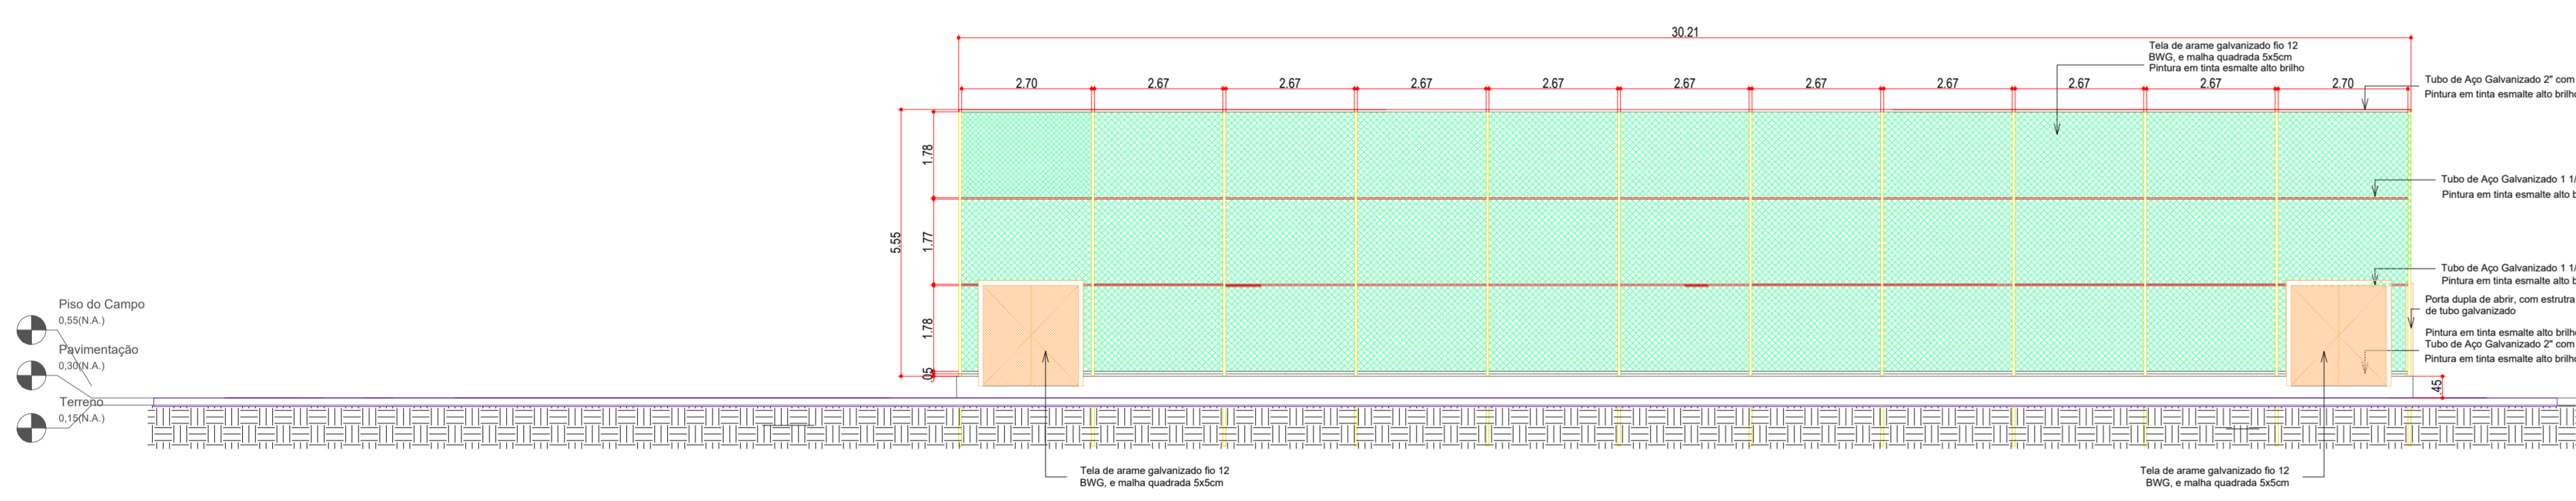 30.21
Tela de arame galvanizado fio 12
BWG, e malha quadrada 5x5cm
Pintura em tinta esmalte alto brilho
2.70
2.67
2.67
2.67
2.67
2.67
2.67
2.67
2.67
2.67
2.70
Tubo de Aço Galvanizado 2" com
Pintura em tinta esmalte alto brilho
1.78
Tubo de Aço Galvanizado 1 1/
Pintura em tinta esmalte alto b
5.55
1.77
Tubo de Aço Galvanizado 1 1/
Pintura em tinta esmalte alto b
Porta dupla de abrir, com estrutra
de tubo galvanizado
Pintura em tinta esmalte alto brilho
Tubo de Aço Galvanizado 2" com
Pintura em tinta esmalte alto brilho
1.78
.05
.45
Piso do Campo
0,55(N.A.)
Pavimentação
0,30(N.A.)
Terreno
0,15(N.A.)
Tela de arame galvanizado fio 12
BWG, e malha quadrada 5x5cm
Tela de arame galvanizado fio 12
BWG, e malha quadrada 5x5cm